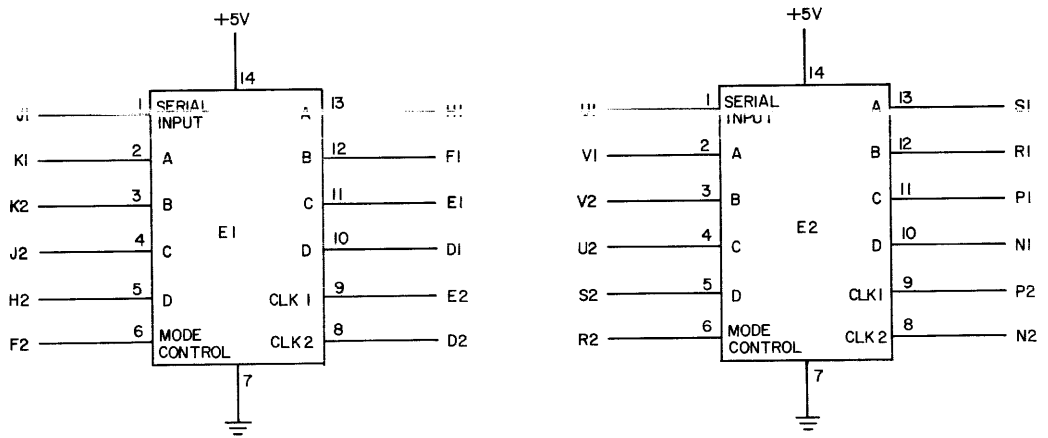 +5V
14
J1 1 SERIAL INPUT A 13
K1 2 A B 12 F1
K2 3 B C 11 E1
E1
J2 4 C D 10 D1
H2 5 D CLK 1 9 E2
F2 6 MODE CONTROL CLK 2 8 D2
7
+5V
14
1 SERIAL INPUT A 13 S1
V1 2 A B 12 R1
V2 3 B C 11 P1
E2
U2 4 C D 10 N1
S2 5 D CLK1 9 P2
R2 6 MODE CONTROL CLK 2 8 N2
7